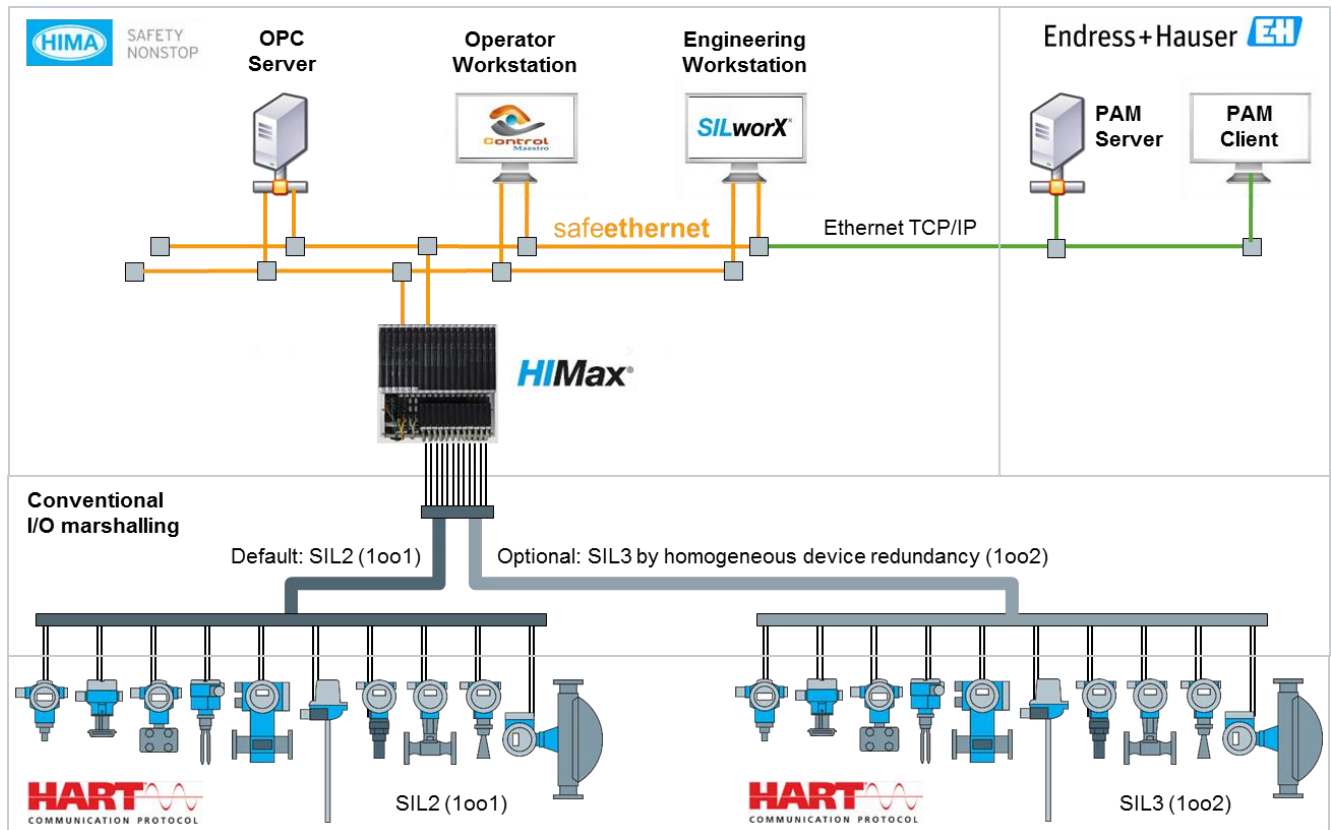 HIMA
SAFETY
NONSTOP
OPC
Server
Operator
Workstation
Engineering
Workstation
Endress+Hauser EH
Control
Maestro
SILworX®
PAM
Server
PAM
Client
safeethernet
Ethernet TCP/IP
HIMax®
Conventional
I/O marshalling
Default: SIL2 (1oo1)
Optional: SIL3 by homogeneous device redundancy (1oo2)
HART
COMMUNICATION PROTOCOL
SIL2 (1oo1)
HART
COMMUNICATION PROTOCOL
SIL3 (1oo2)